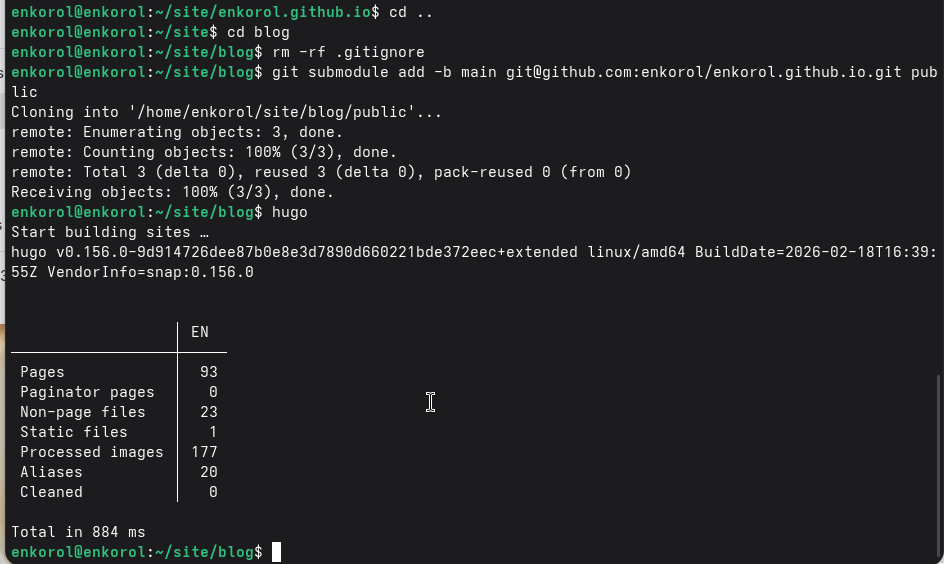 enkorol@enkorol:~/site/enkorol.github.io$ cd ..
enkorol@enkorol:~/site$ cd blog
enkorol@enkorol:~/site/blog$ rm -rf .gitignore
enkorol@enkorol:~/site/blog$ git submodule add -b main git@github.com:enkorol/enkorol.github.io.git pub
lic
Cloning into '/home/enkorol/site/blog/public'...
remote: Enumerating objects: 3, done.
remote: Counting objects: 100% (3/3), done.
remote: Total 3 (delta 0), reused 3 (delta 0), pack-reused 0 (from 0)
Receiving objects: 100% (3/3), done.
enkorol@enkorol:~/site/blog$ hugo
Start building sites …
hugo v0.156.0-9d914726dee87b0e8e3d7890d660221bde372eec+extended linux/amd64 BuildDate=2026-02-18T16:39:
55Z VendorInfo=snap:0.156.0
EN
Pages 93
Paginator pages 0
Non-page files 23
Static files 1
Processed images 177
Aliases 20
Cleaned 0
Total in 884 ms
enkorol@enkorol:~/site/blog$